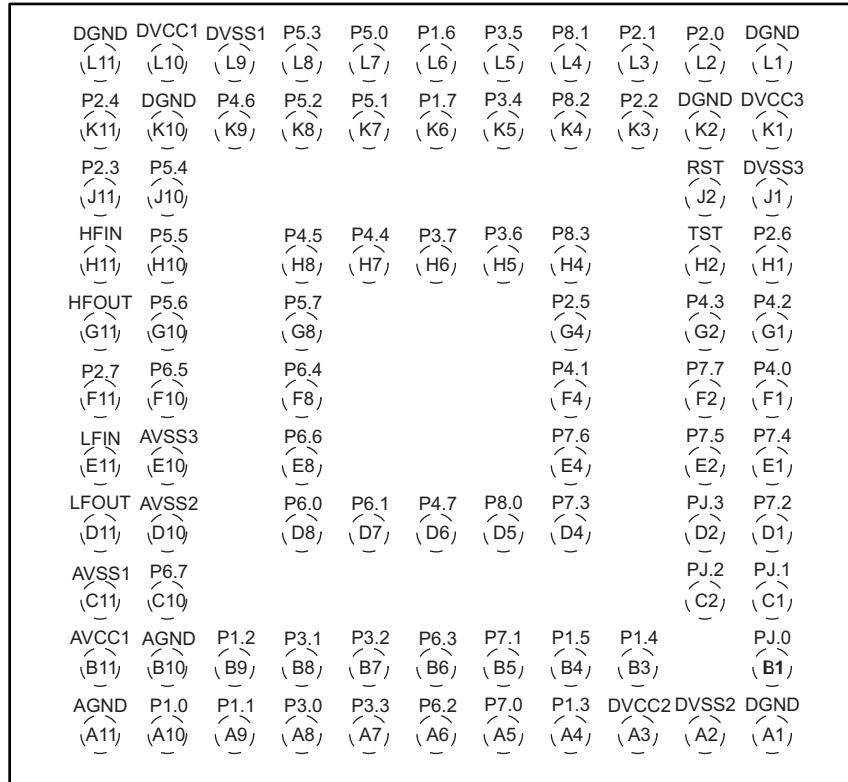 DGND DVCC1 DVSS1 P5.3 P5.0 P1.6 P3.5 P8.1 P2.1 P2.0 DGND
L11 L10 L9 L8 L7 L6 L5 L4 L3 L2 L1
P2.4 DGND P4.6 P5.2 P5.1 P1.7 P3.4 P8.2 P2.2 DGND DVCC3
K11 K10 K9 K8 K7 K6 K5 K4 K3 K2 K1
P2.3 P5.4 RST DVSS3
J11 J10 J2 J1
HFIN P5.5 P4.5 P4.4 P3.7 P3.6 P8.3 TST P2.6
H11 H10 H8 H7 H6 H5 H4 H2 H1
HFOUT P5.6 P5.7 P2.5 P4.3 P4.2
G11 G10 G8 G4 G2 G1
P2.7 P6.5 P6.4 P4.1 P7.7 P4.0
F11 F10 F8 F4 F2 F1
LFIN AVSS3 P6.6 P7.6 P7.5 P7.4
E11 E10 E8 E4 E2 E1
LFOUT AVSS2 P6.0 P6.1 P4.7 P8.0 P7.3 PJ.3 P7.2
D11 D10 D8 D7 D6 D5 D4 D2 D1
AVSS1 P6.7 PJ.2 PJ.1
C11 C10 C2 C1
AVCC1 AGND P1.2 P3.1 P3.2 P6.3 P7.1 P1.5 P1.4 PJ.0
B11 B10 B9 B8 B7 B6 B5 B4 B3 B1
AGND P1.0 P1.1 P3.0 P3.3 P6.2 P7.0 P1.3 DVCC2 DVSS2 DGND
A11 A10 A9 A8 A7 A6 A5 A4 A3 A2 A1